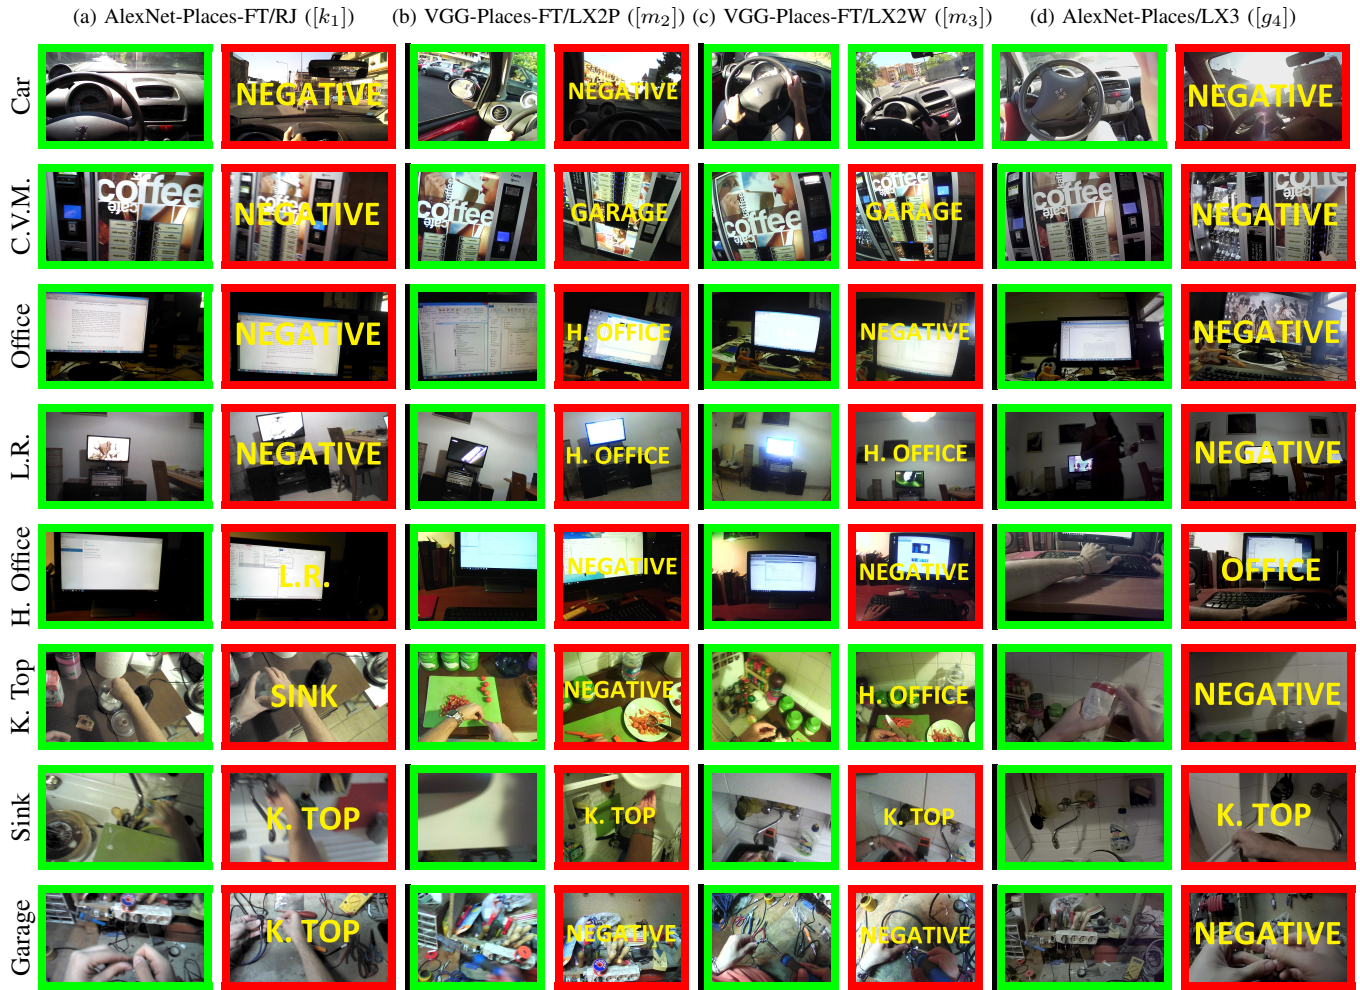 (a) AlexNet-Places-FT/RJ ([k₁]) (b) VGG-Places-FT/LX2P ([m₂]) (c) VGG-Places-FT/LX2W ([m₃]) (d) AlexNet-Places/LX3 ([g₄])
Car
NEGATIVE NEGATIVE NEGATIVE
C.V.M.
coffee coffee coffee coffee
café
NEGATIVE GARAGE GARAGE NEGATIVE
Office
NEGATIVE H. OFFICE NEGATIVE NEGATIVE
L.R.
NEGATIVE H. OFFICE H. OFFICE NEGATIVE
H. Office
L.R. NEGATIVE NEGATIVE OFFICE
K. Top
SINK NEGATIVE H. OFFICE NEGATIVE
Sink
K. TOP K. TOP K. TOP K. TOP
Garage
K. TOP NEGATIVE NEGATIVE NEGATIVE